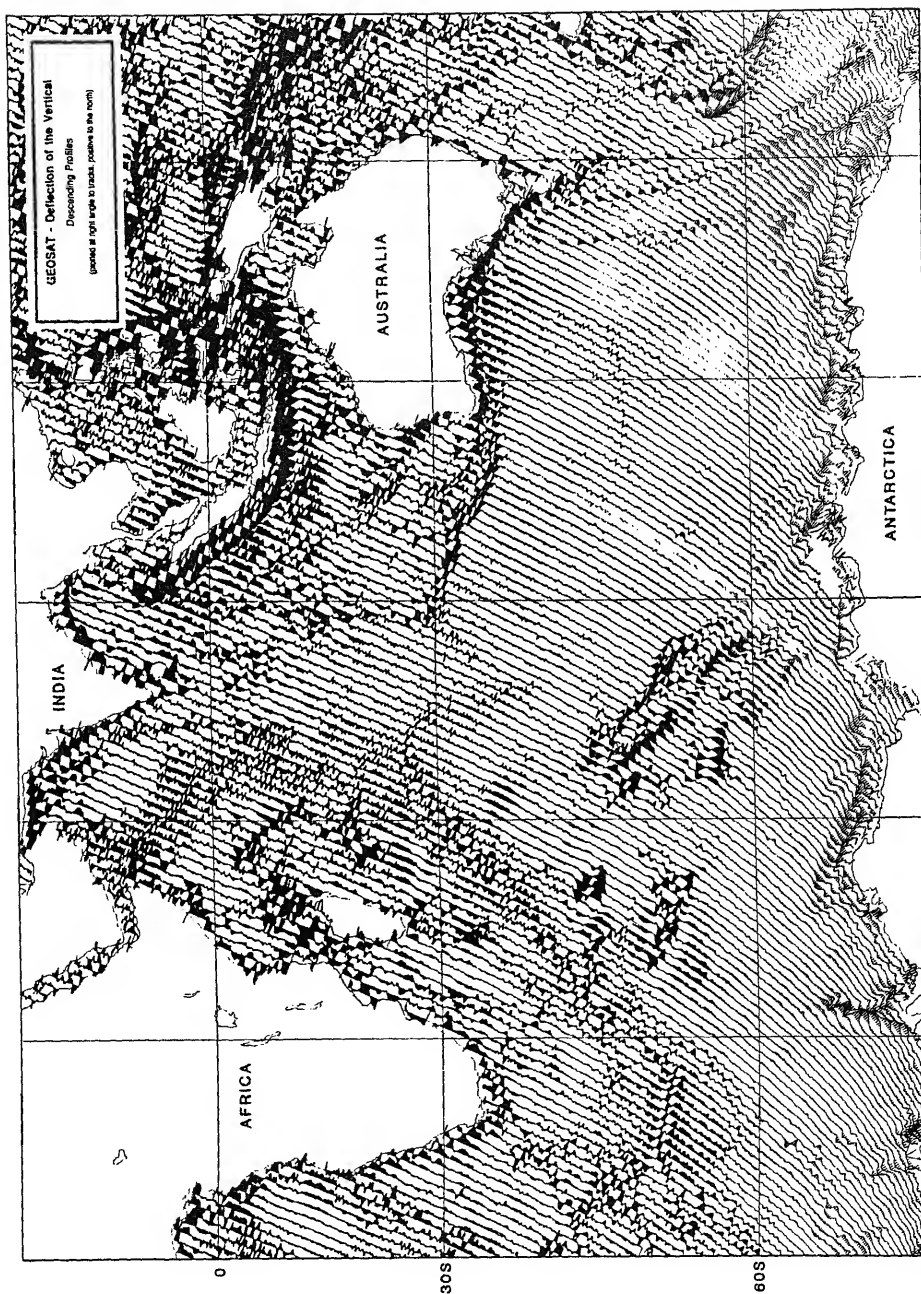 GEOSAT - Deflection of the Vertical
Descending Profiles
(plotted at right angle to tracks, positive to the north)
INDIA
AFRICA
AUSTRALIA
ANTARCTICA
0
30S
60S